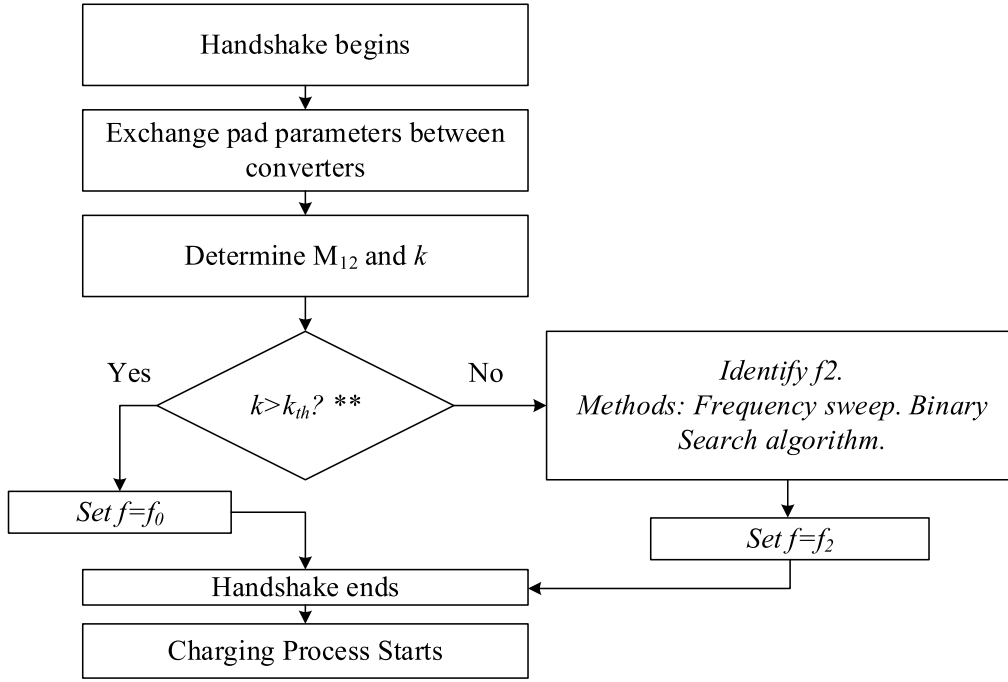 Handshake begins
Exchange pad parameters between
converters
Determine M₁₂ and k
Yes
k>kₜₕ? **
No
Identify f2.
Methods: Frequency sweep. Binary
Search algorithm.
Set f=f₀
Set f=f₂
Handshake ends
Charging Process Starts